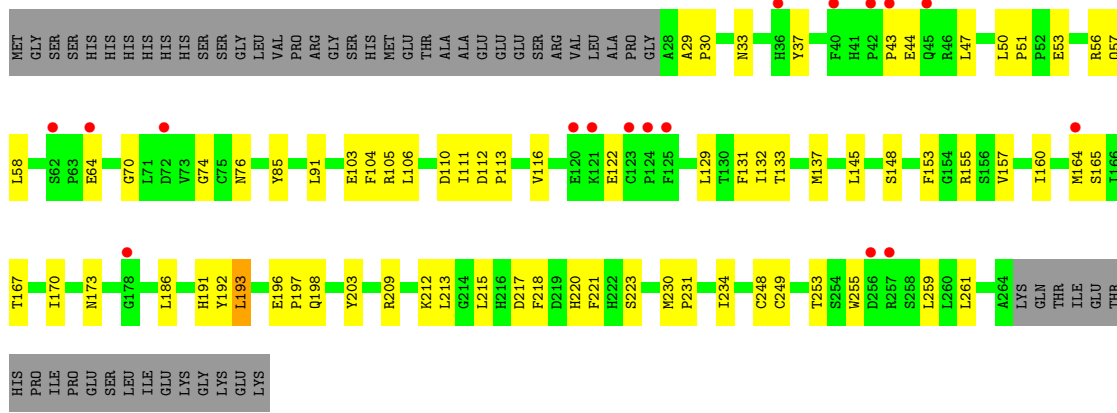 MET GLY SER SER HIS HIS HIS HIS HIS HIS SER SER GLY LEU VAL PRO ARG GLY SER HIS MET GLU THR ALA ALA GLU GLU GLU SER ARG VAL LEU ALA PRO GLY A28 A29 P30 N33 H36 Y37 F40 H41 P42 P43 E44 Q45 R46 L47 L50 P51 P52 E53 R56 Q57
L58 S62 P63 E64 G70 L71 D72 V73 G74 C75 N76 Y85 L91 E103 F104 R105 L106 D110 I111 D112 P113 V116 E120 K121 E122 C123 P124 F125 L129 T130 F131 I132 T133 M137 L145 S148 F153 G154 R155 S156 V157 I160 M164 S165 I166
T167 I170 N173 G178 L186 H191 Y192 L193 E196 P197 Q198 Y203 R209 K212 L213 G214 L215 H216 D217 F218 D219 H220 F221 H222 S223 M230 P231 I234 C248 C249 T253 S254 W255 D256 R257 S258 L259 L260 L261 A264 LYS GLN THR ILE GLU THR
HIS PRO ILE PRO GLU SER LEU ILE GLU LYS GLY LYS GLU LYS